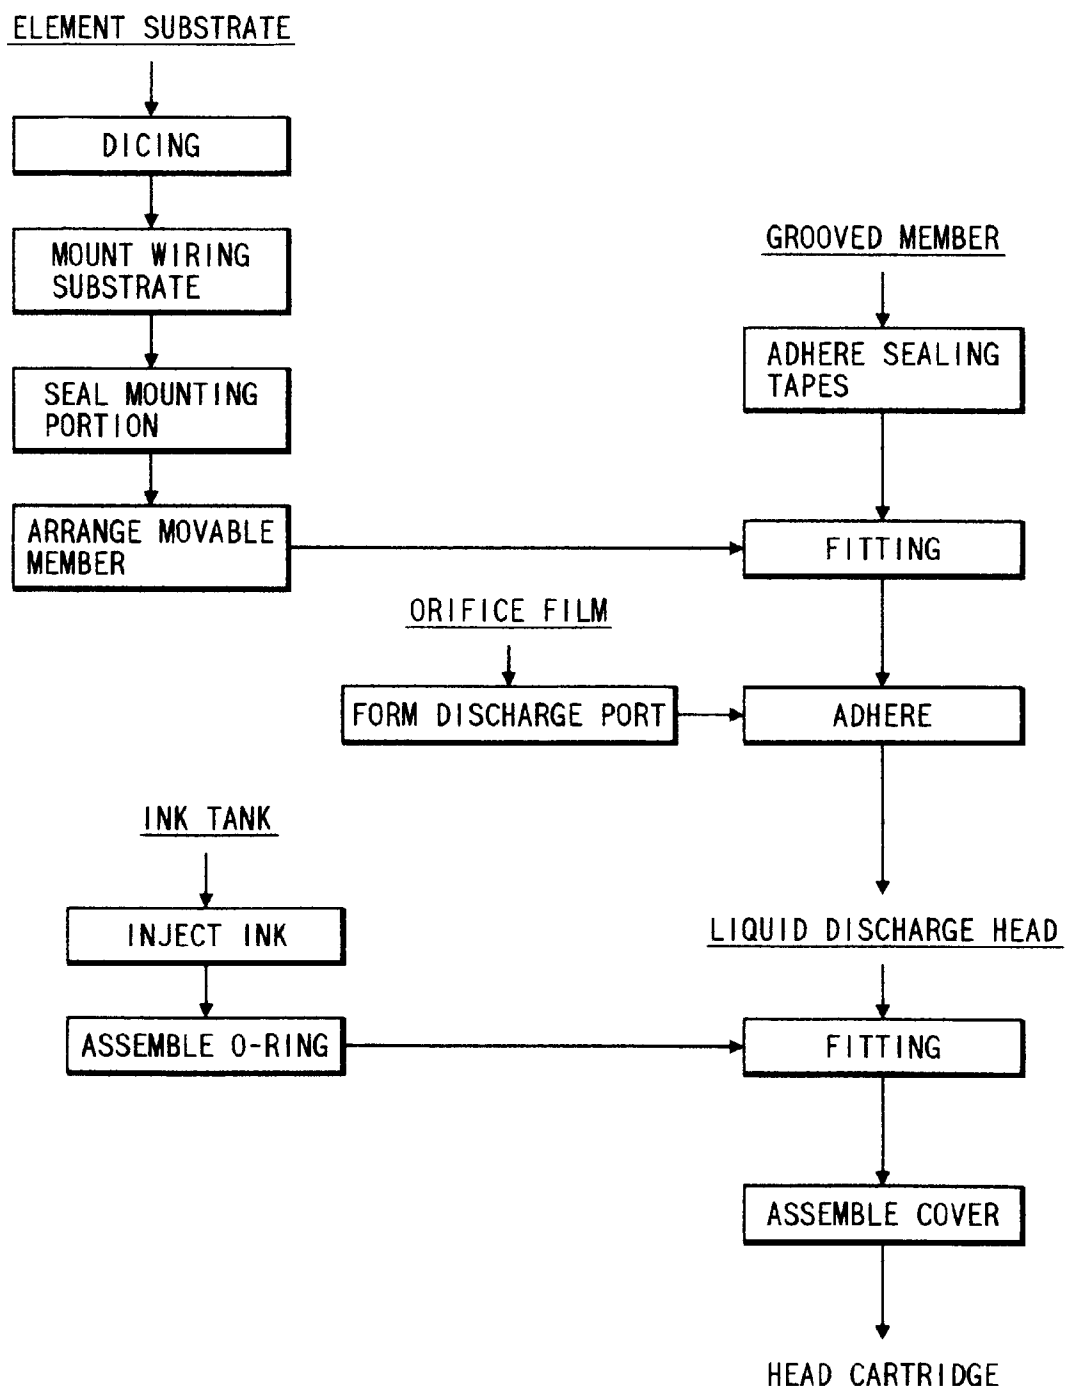 ELEMENT SUBSTRATE
DICING
MOUNT WIRING
SUBSTRATE
SEAL MOUNTING
PORTION
ARRANGE MOVABLE
MEMBER
GROOVED MEMBER
ADHERE SEALING
TAPES
FITTING
ORIFICE FILM
FORM DISCHARGE PORT
ADHERE
INK TANK
INJECT INK
ASSEMBLE O-RING
LIQUID DISCHARGE HEAD
FITTING
ASSEMBLE COVER
HEAD CARTRIDGE